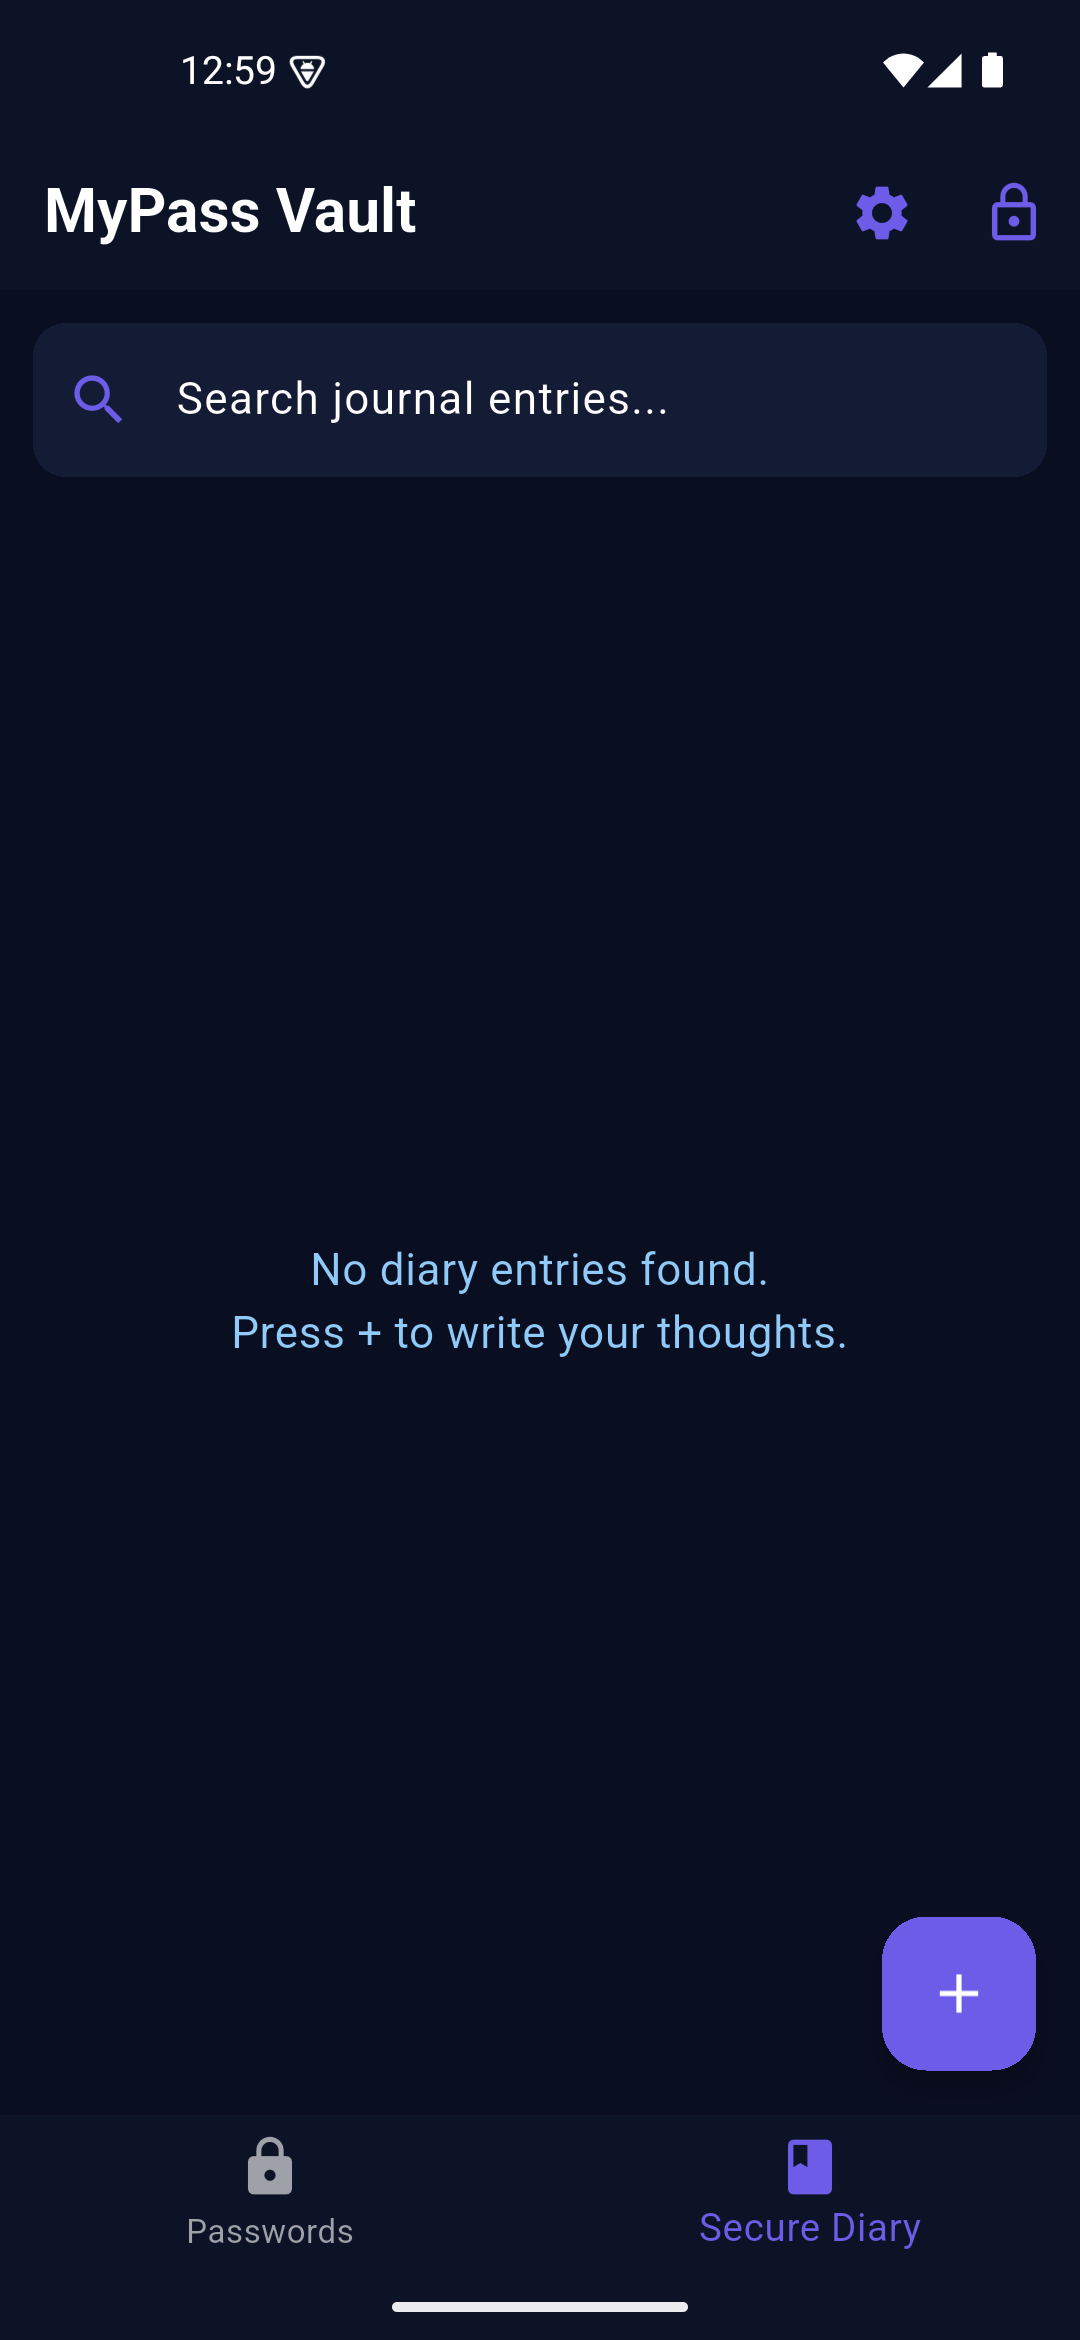 12:59
MyPass Vault
Search journal entries...
No diary entries found.
Press + to write your thoughts.
Passwords
Secure Diary